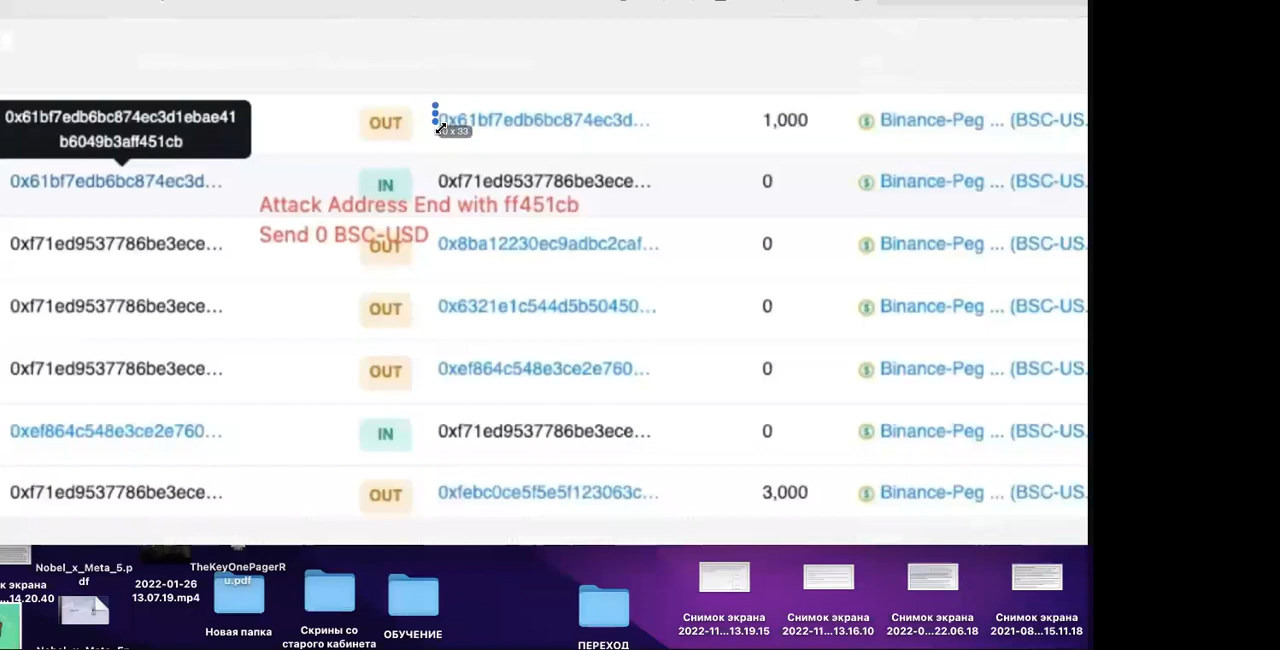 0x61bf7edb6bc874ec3d1ebae41
b6049b3aff451cb
OUT 0x61bf7edb6bc874ec3d... 1,000 Binance-Peg ... (BSC-US.
x 33
0x61bf7edb6bc874ec3d... IN 0xf71ed9537786be3ece... 0 Binance-Peg ... (BSC-US.
Attack Address End with ff451cb
Send 0 BSC-USD
0xf71ed9537786be3ece... OUT 0x8ba12230ec9adbc2caf... 0 Binance-Peg ... (BSC-US.
0xf71ed9537786be3ece... OUT 0x6321e1c544d5b50450... 0 Binance-Peg ... (BSC-US.
0xf71ed9537786be3ece... OUT 0xef864c548e3ce2e760... 0 Binance-Peg ... (BSC-US.
0xef864c548e3ce2e760... IN 0xf71ed9537786be3ece... 0 Binance-Peg ... (BSC-US.
0xf71ed9537786be3ece... OUT 0xfebc0ce5f5e5f123063c... 3,000 Binance-Peg ... (BSC-US.
к экрана
...14.20.40
Nobel_x_Meta_5.p
df
2022-01-26
13.07.19.mp4
TheKeyOnePagerR
u.pdf
Новая папка
Скрины со
старого кабинета
ОБУЧЕНИЕ
ПЕРЕХОД
Снимок экрана
2022-11...13.19.15
Снимок экрана
2022-11...13.16.10
Снимок экрана
2022-0...22.06.18
Снимок экрана
2021-08...15.11.18